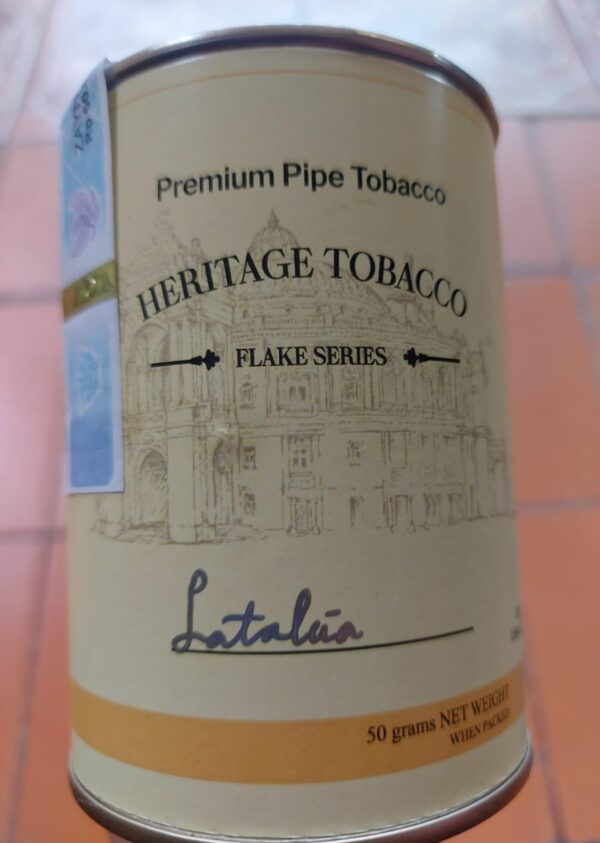 Premium Pipe Tobacco
HERITAGE TOBACCO
FLAKE SERIES
Latakia
50 grams NET WEIGHT
WHEN PACKED